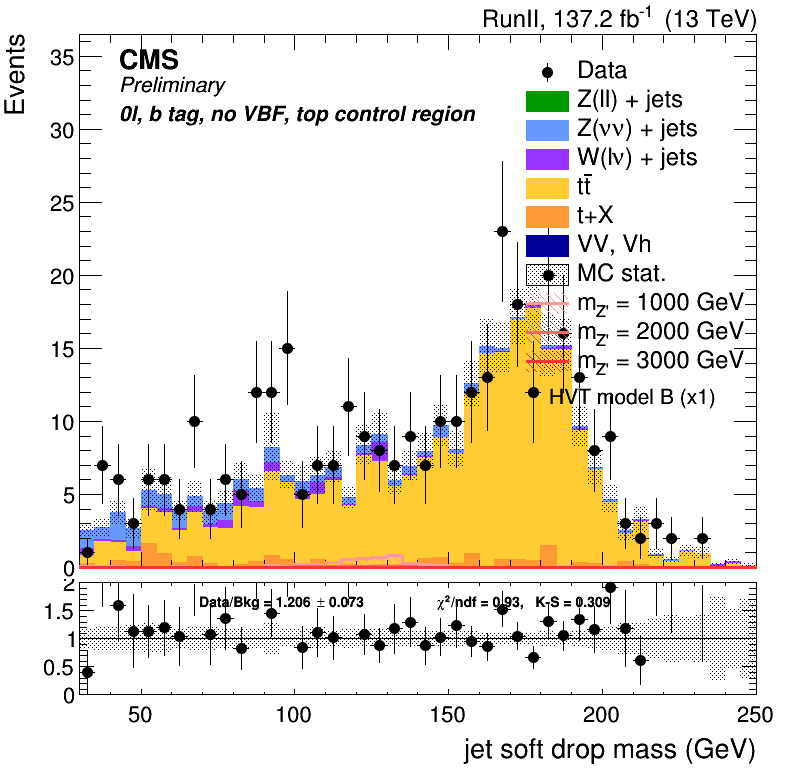 RunII, 137.2 fb⁻¹ (13 TeV)
Events
CMS
Preliminary
0l, b tag, no VBF, top control region
Data
Z(ll) + jets
Z(νν) + jets
W(lν) + jets
tt̄
t+X
VV, Vh
MC stat.
m_Z' = 1000 GeV
m_Z' = 2000 GeV
m_Z' = 3000 GeV
HVT model B (x1)
35
30
25
20
15
10
5
0
Data/Bkg = 1.206 ± 0.073
χ²/ndf = 0.93, K-S = 0.309
2
1.5
1
0.5
0
50 100 150 200 250
jet soft drop mass (GeV)